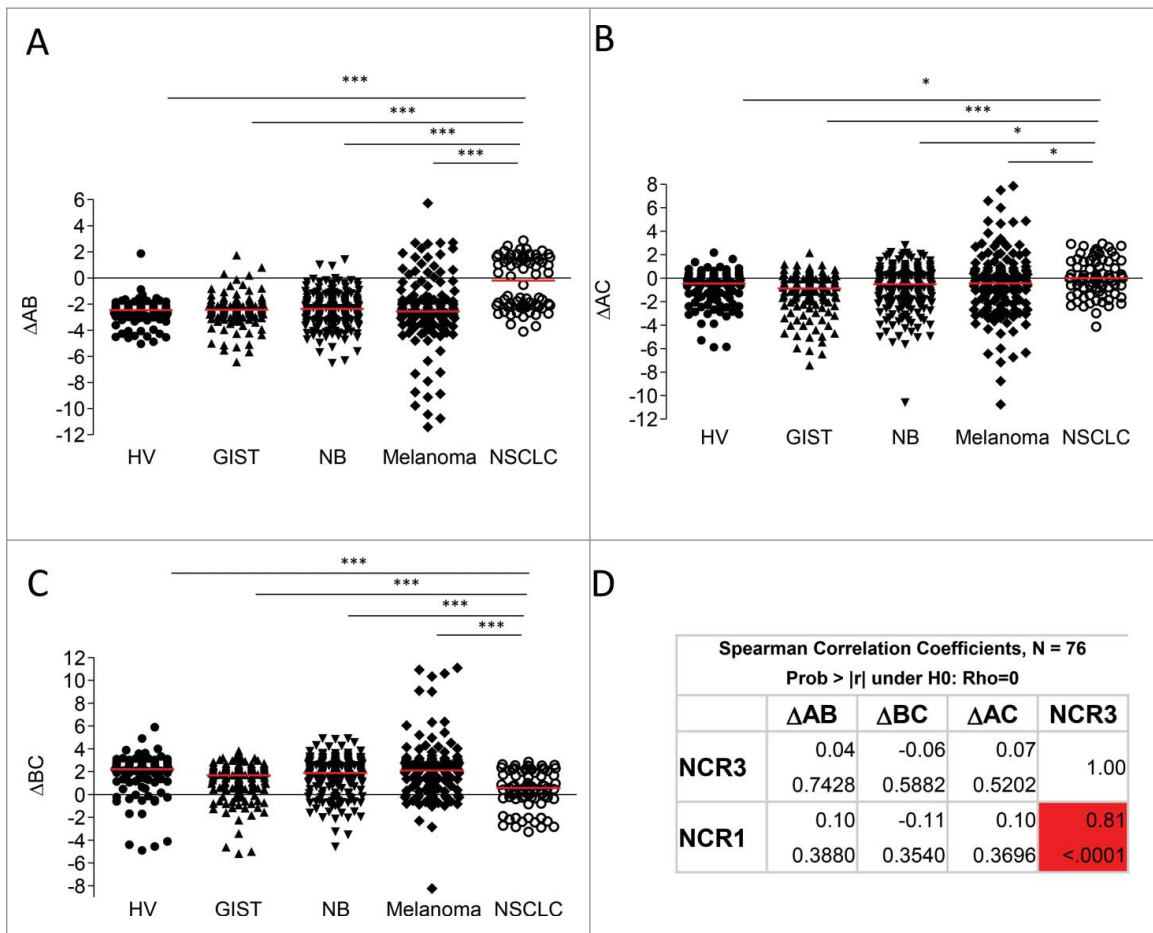 A
***
***
***
***
6
4
2
0
-2
-4
-6
-8
-10
-12
ΔAB
HV GIST NB Melanoma NSCLC
B
*
***
*
*
8
6
4
2
0
-2
-4
-6
-8
-10
-12
ΔAC
HV GIST NB Melanoma NSCLC
C
***
***
***
***
12
10
8
6
4
2
0
2
-4
-6
-8
ΔBC
HV GIST NB Melanoma NSCLC
D
Spearman Correlation Coefficients, N = 76
Prob > |r| under H0: Rho=0
ΔAB ΔBC ΔAC NCR3
NCR3 0.04 -0.06 0.07 1.00
0.7428 0.5882 0.5202
NCR1 0.10 -0.11 0.10 0.81
0.3880 0.3540 0.3696 <.0001